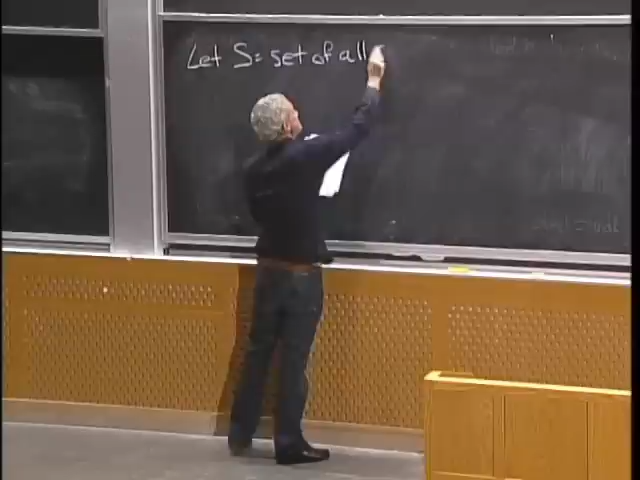 Let S = set of all